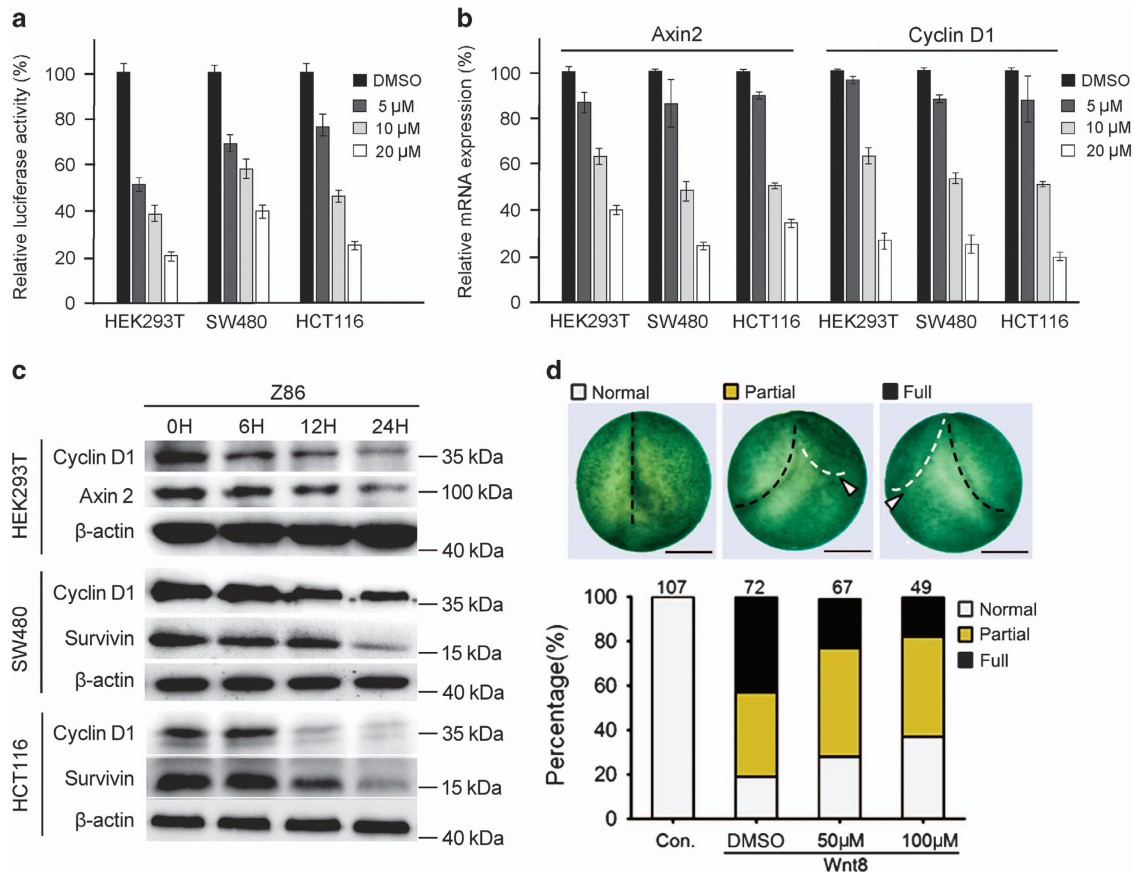 a
Relative luciferase activity (%)
100
80
60
40
20
0
HEK293T
SW480
HCT116
DMSO
5 µM
10 µM
20 µM
b
Axin2
Cyclin D1
Relative mRNA expression (%)
100
80
60
40
20
0
HEK293T
SW480
HCT116
HEK293T
SW480
HCT116
DMSO
5 µM
10 µM
20 µM
c
Z86
0H 6H 12H 24H
HEK293T
Cyclin D1
35 kDa
Axin 2
100 kDa
β-actin
40 kDa
SW480
Cyclin D1
35 kDa
Survivin
15 kDa
β-actin
40 kDa
HCT116
Cyclin D1
35 kDa
Survivin
15 kDa
β-actin
40 kDa
d
Normal
Partial
Full
Percentage(%)
100
80
60
40
20
0
107
72
67
49
Normal
Partial
Full
Con.
DMSO
50µM
100µM
Wnt8